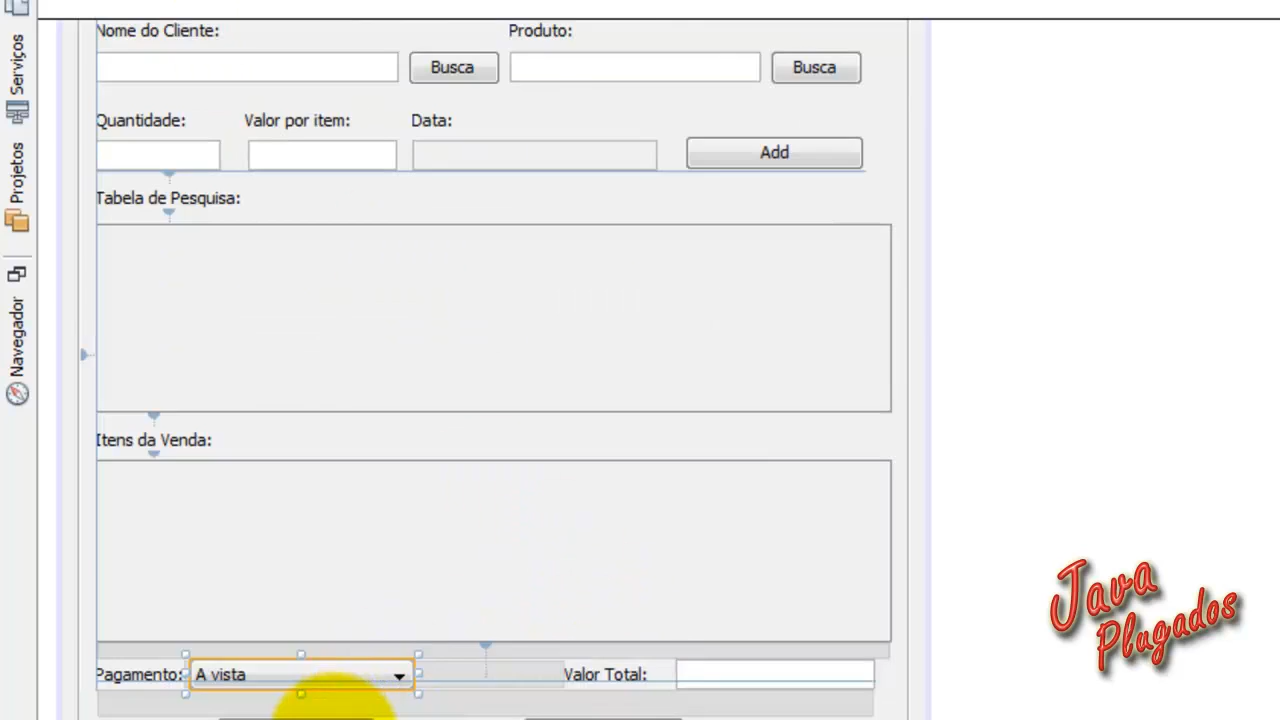 Serviços
Projetos
Navegador
Nome do Cliente:
Produto:
Busca
Busca
Quantidade:
Valor por item:
Data:
Add
Tabela de Pesquisa:
Itens da Venda:
Pagamento:
A vista
Valor Total:
Java
Plugados